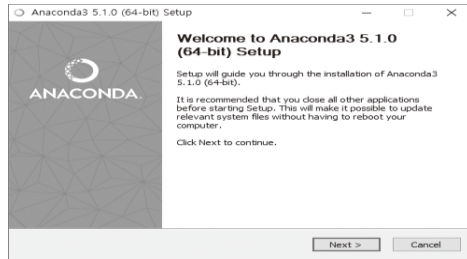 Anaconda3 5.1.0 (64-bit) Setup
Welcome to Anaconda3 5.1.0
(64-bit) Setup
Setup will guide you through the installation of Anaconda3
5.1.0 (64-bit).
It is recommended that you close all other applications
before starting Setup. This will make it possible to update
relevant system files without having to reboot your
computer.
Click Next to continue.
ANACONDA.
Next >
Cancel